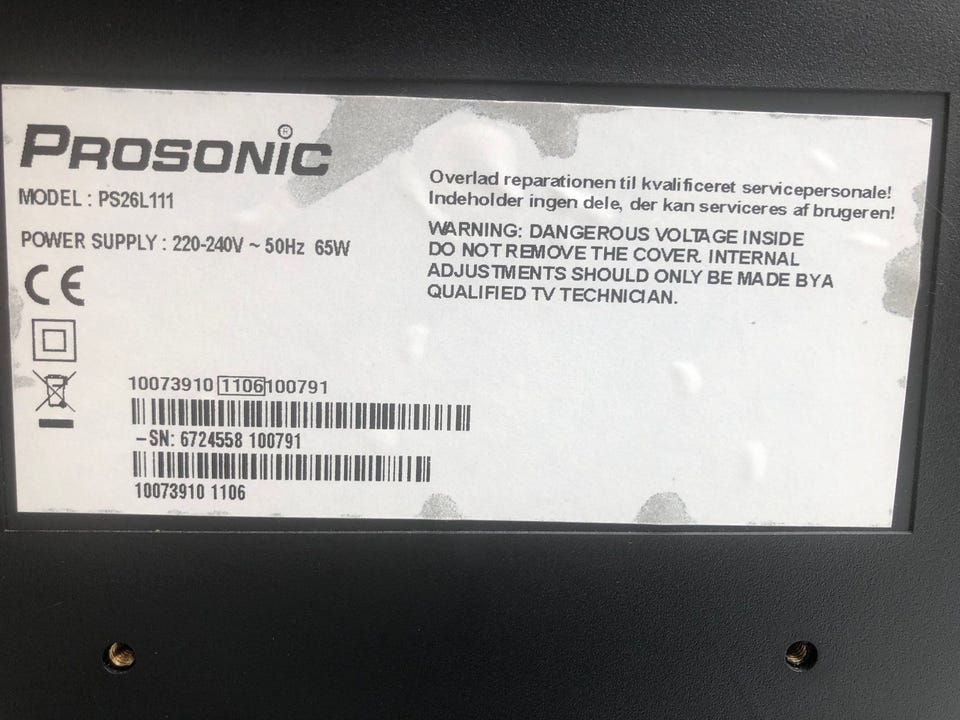 PROSONIC ®
MODEL : PS26L111
POWER SUPPLY : 220-240V ~ 50Hz 65W
CE
Overlad reparationen til kvalificeret servicepersonale!
Indeholder ingen dele, der kan serviceres af brugeren!
WARNING: DANGEROUS VOLTAGE INSIDE
DO NOT REMOVE THE COVER. INTERNAL
ADJUSTMENTS SHOULD ONLY BE MADE BYA
QUALIFIED TV TECHNICIAN.
10073910 1106 100791
–SN: 6724558 100791
10073910 1106